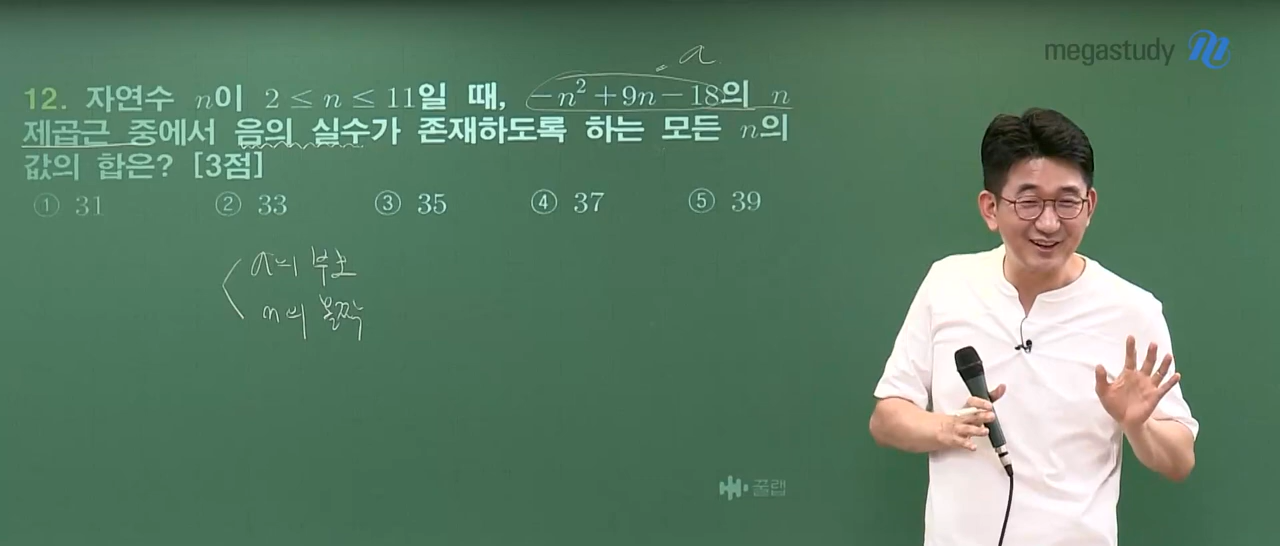 megastudy
= a
12. 자연수 n이 2 ≤ n ≤ 11일 때, -n² + 9n - 18의 n
제곱근 중에서 음의 실수가 존재하도록 하는 모든 n의
값의 합은? [3점]
① 31 ② 33 ③ 35 ④ 37 ⑤ 39
a의 부호
n의 홀짝
꿀랩